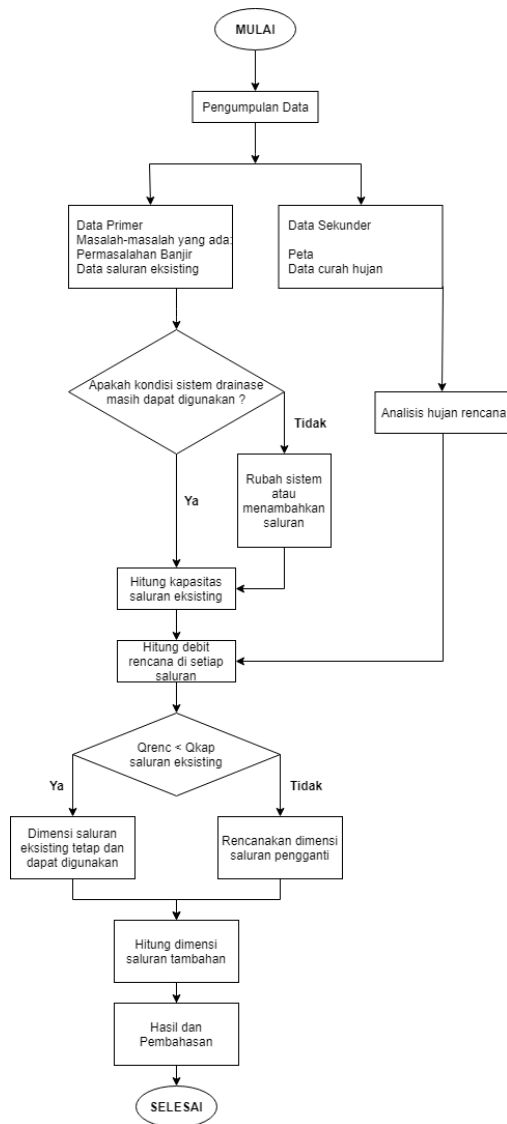 MULAI
Pengumpulan Data
Data Primer
Masalah-masalah yang ada:
Permasalahan Banjir
Data saluran eksisting
Data Sekunder
Peta
Data curah hujan
Apakah kondisi sistem drainase
masih dapat digunakan ?
Tidak
Analisis hujan rencana
Ya
Rubah sistem
atau
menambahkan
saluran
Hitung kapasitas
saluran eksisting
Hitung debit
rencana di setiap
saluran
Qrenc < Qkap
saluran eksisting
Ya
Tidak
Dimensi saluran
eksisting tetap dan
dapat digunakan
Rencanakan dimensi
saluran pengganti
Hitung dimensi
saluran tambahan
Hasil dan
Pembahasan
SELESAI